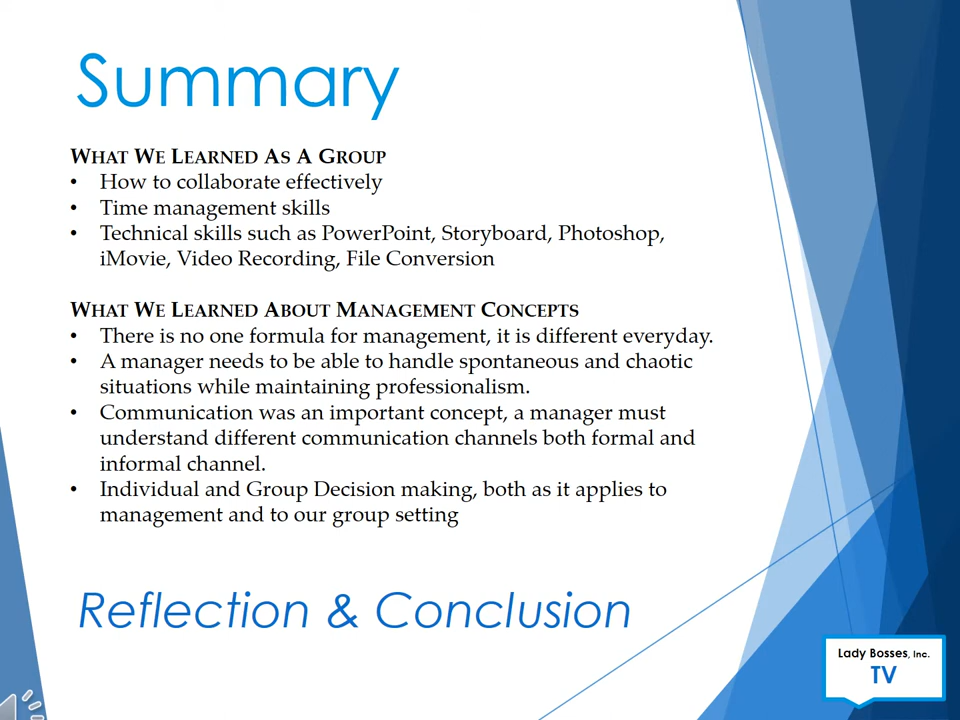 Summary
WHAT WE LEARNED AS A GROUP
• How to collaborate effectively
• Time management skills
• Technical skills such as PowerPoint, Storyboard, Photoshop,
iMovie, Video Recording, File Conversion
WHAT WE LEARNED ABOUT MANAGEMENT CONCEPTS
• There is no one formula for management, it is different everyday.
• A manager needs to be able to handle spontaneous and chaotic
situations while maintaining professionalism.
• Communication was an important concept, a manager must
understand different communication channels both formal and
informal channel.
• Individual and Group Decision making, both as it applies to
management and to our group setting
Reflection & Conclusion
Lady Bosses, Inc.
TV